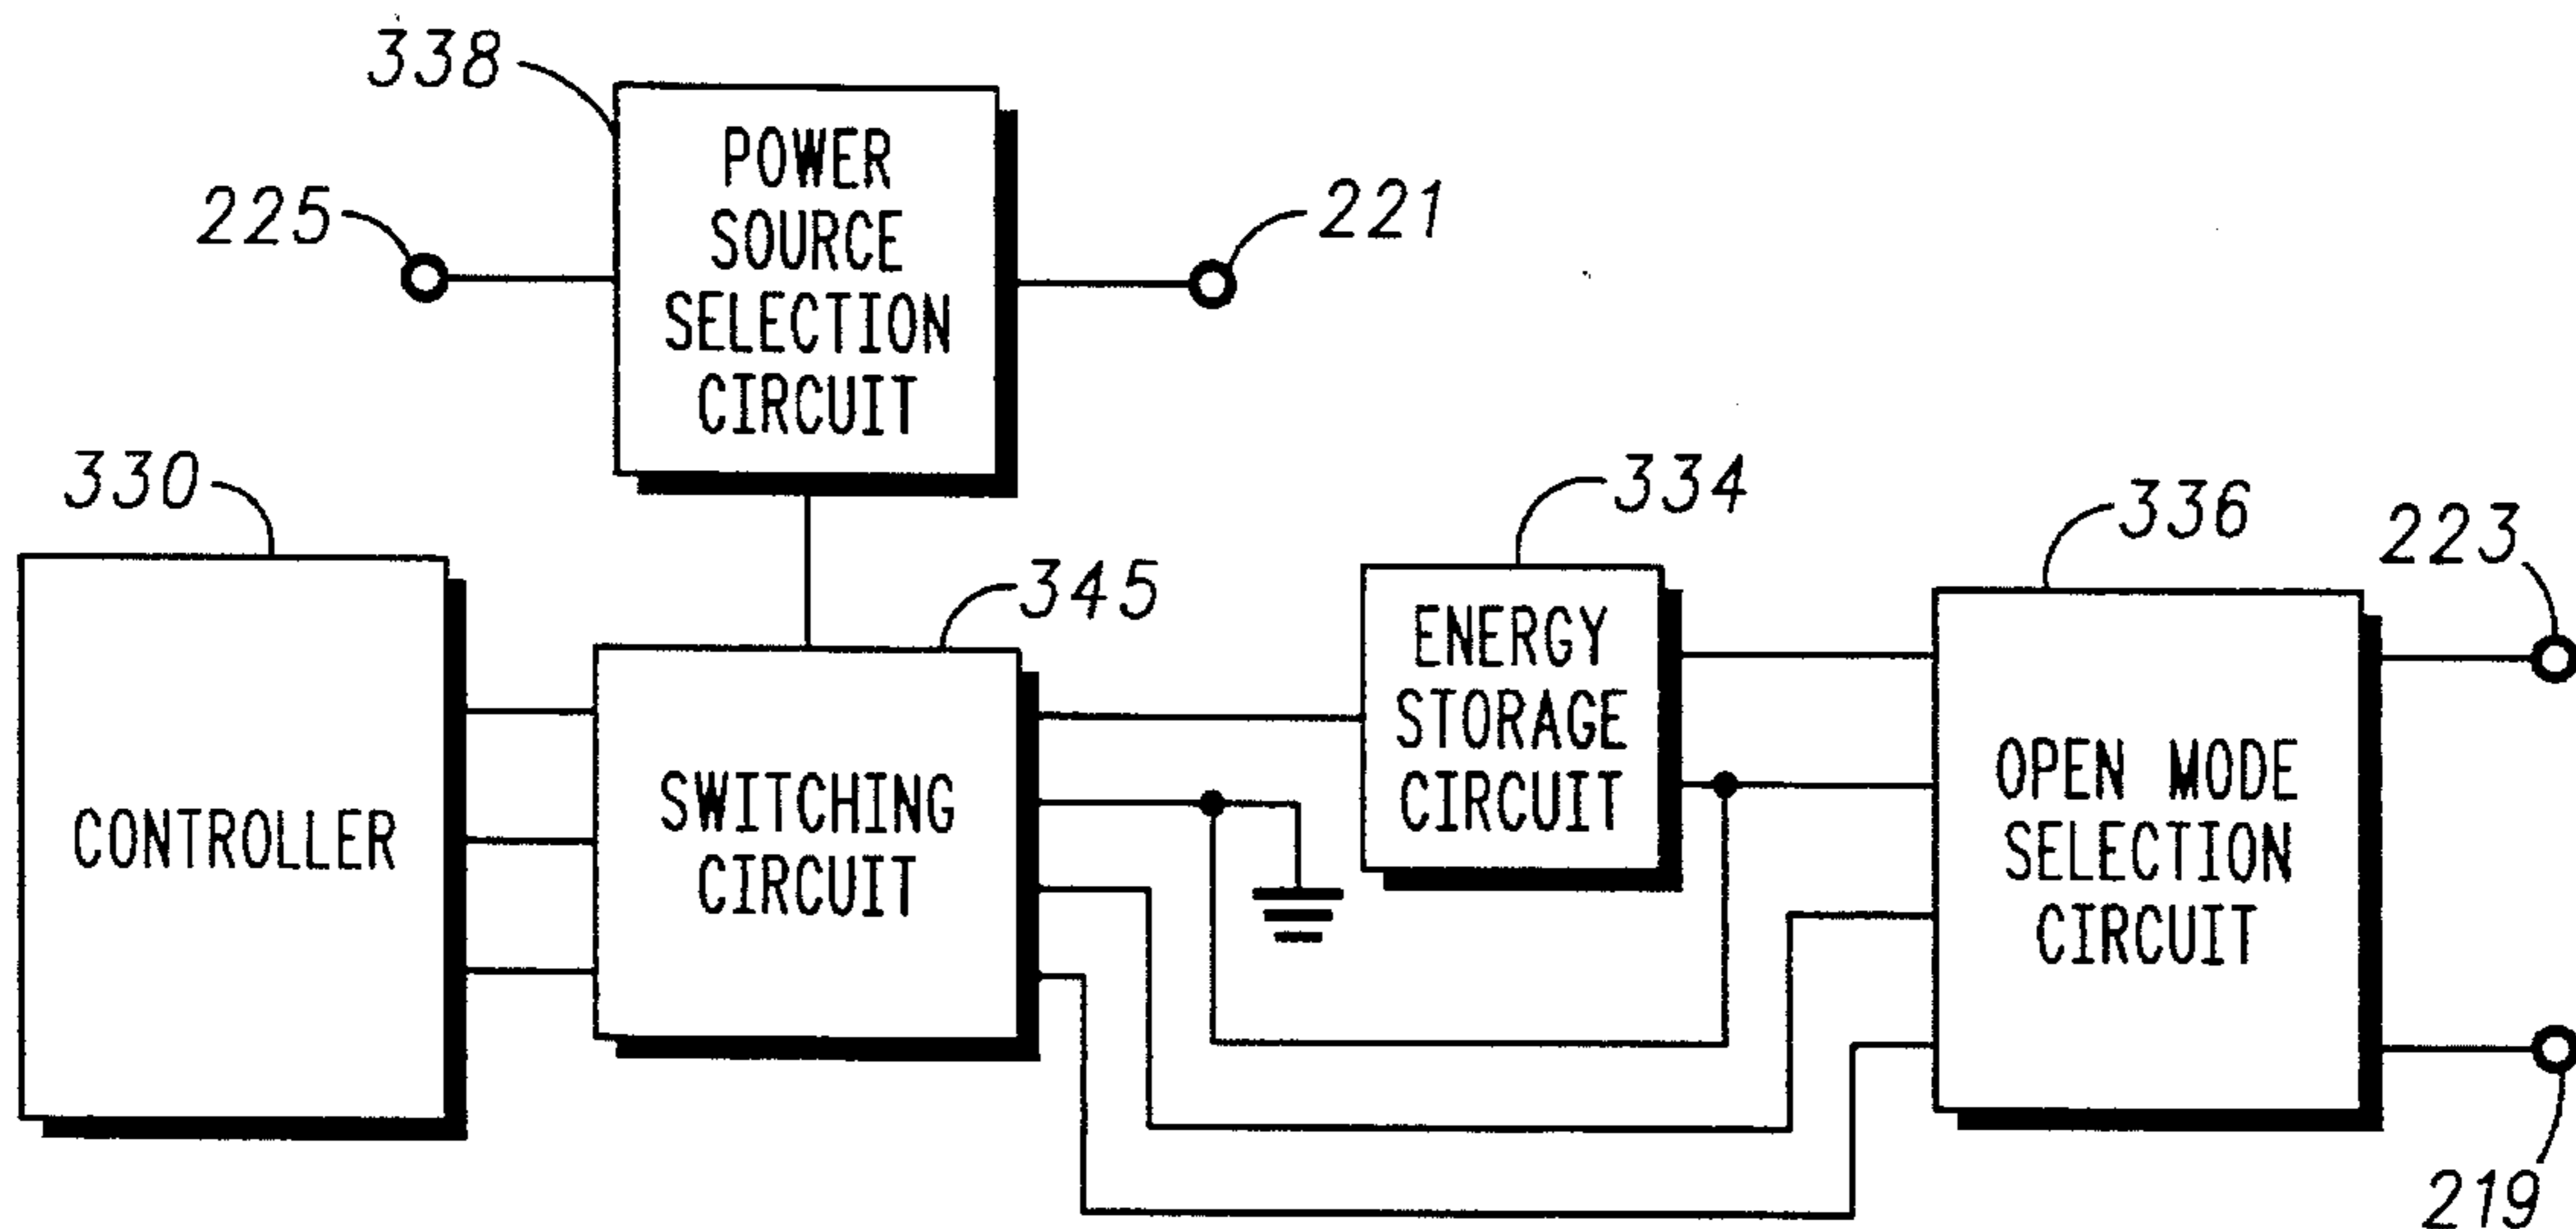 338
POWER
SOURCE
SELECTION
CIRCUIT
225
221
330
CONTROLLER
345
SWITCHING
CIRCUIT
334
ENERGY
STORAGE
CIRCUIT
336
OPEN MODE
SELECTION
CIRCUIT
223
219